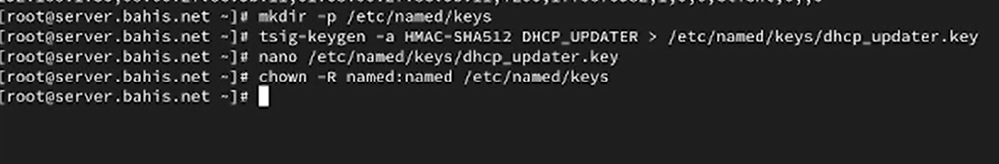 [root@server.bahis.net ~]# mkdir -p /etc/named/keys
[root@server.bahis.net ~]# tsig-keygen -a HMAC-SHA512 DHCP_UPDATER > /etc/named/keys/dhcp_updater.key
[root@server.bahis.net ~]# nano /etc/named/keys/dhcp_updater.key
[root@server.bahis.net ~]# chown -R named:named /etc/named/keys
[root@server.bahis.net ~]#